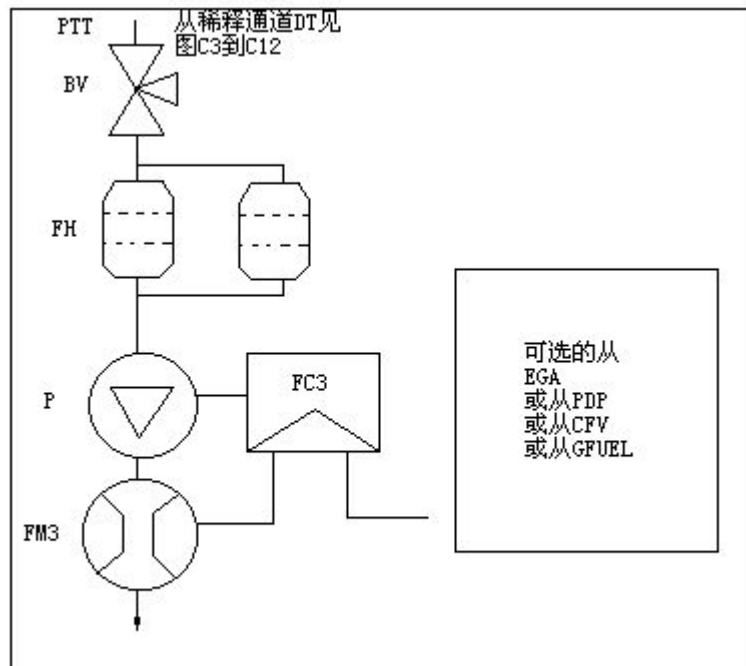 PTT
从稀释通道DT见
图C3到C12
BV
FH
P
FC3
FM3
可选的从
EGA
或从PDP
或从CFV
或从GFUEL